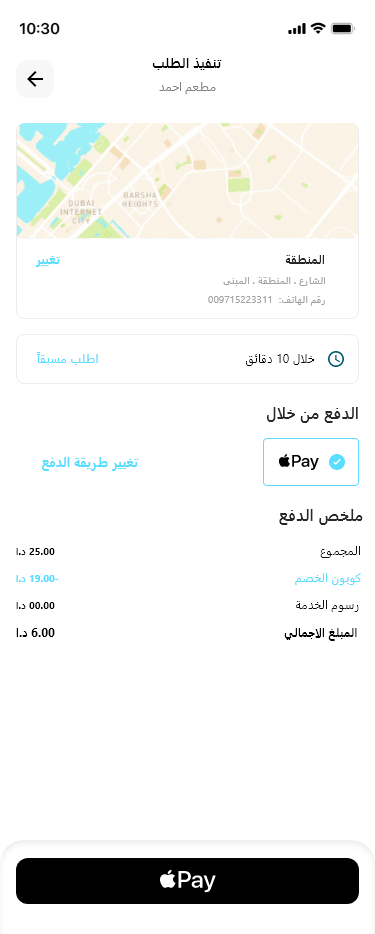 10:30
تنفيذ الطلب
مطعم احمد
DUBAI
INTERNET
CITY
BARSHA
HEIGHTS
المنطقة
تغيير
الشارع ، المنطقة ، المبنى
رقم الهاتف: 009715223311
خلال 10 دقائق
اطلب مسبقاً
الدفع من خلال
Pay
تغيير طريقة الدفع
ملخص الدفع
المجموع
25.00 د.ا
كوبون الخصم
-19.00 د.ا
رسوم الخدمة
00.00 د.ا
المبلغ الاجمالي
6.00 د.ا
Pay